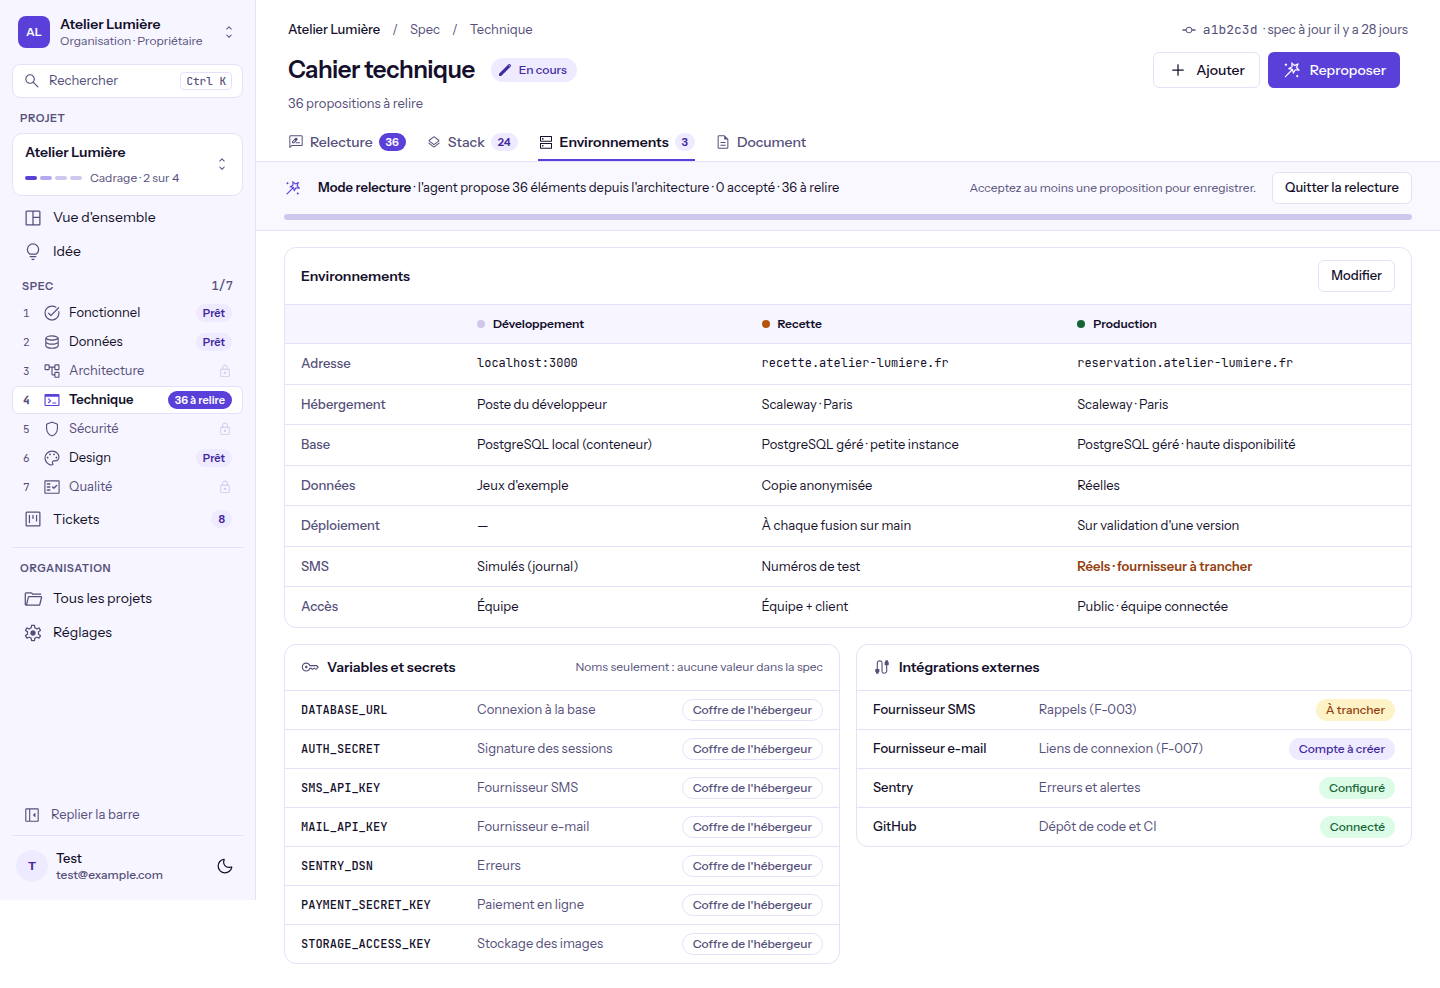 AL
Atelier Lumière
Organisation · Propriétaire
Rechercher
Ctrl K
PROJET
Atelier Lumière
Cadrage · 2 sur 4
Vue d'ensemble
Idée
SPEC 1/7
1 Fonctionnel Prêt
2 Données Prêt
3 Architecture
4 Technique 36 à relire
5 Sécurité
6 Design Prêt
7 Qualité
Tickets 8
ORGANISATION
Tous les projets
Réglages
Replier la barre
T
Test
test@example.com
Atelier Lumière / Spec / Technique
a1b2c3d · spec à jour il y a 28 jours
Cahier technique
En cours
Ajouter
Reproposer
36 propositions à relire
Relecture 36
Stack 24
Environnements 3
Document
Mode relecture · l'agent propose 36 éléments depuis l'architecture · 0 accepté · 36 à relire
Acceptez au moins une proposition pour enregistrer.
Quitter la relecture
Environnements
Modifier
Développement Recette Production
Adresse localhost:3000 recette.atelier-lumiere.fr reservation.atelier-lumiere.fr
Hébergement Poste du développeur Scaleway · Paris Scaleway · Paris
Base PostgreSQL local (conteneur) PostgreSQL géré · petite instance PostgreSQL géré · haute disponibilité
Données Jeux d'exemple Copie anonymisée Réelles
Déploiement — À chaque fusion sur main Sur validation d'une version
SMS Simulés (journal) Numéros de test Réels · fournisseur à trancher
Accès Équipe Équipe + client Public · équipe connectée
Variables et secrets
Noms seulement : aucune valeur dans la spec
DATABASE_URL Connexion à la base Coffre de l'hébergeur
AUTH_SECRET Signature des sessions Coffre de l'hébergeur
SMS_API_KEY Fournisseur SMS Coffre de l'hébergeur
MAIL_API_KEY Fournisseur e-mail Coffre de l'hébergeur
SENTRY_DSN Erreurs Coffre de l'hébergeur
PAYMENT_SECRET_KEY Paiement en ligne Coffre de l'hébergeur
STORAGE_ACCESS_KEY Stockage des images Coffre de l'hébergeur
Intégrations externes
Fournisseur SMS Rappels (F-003) À trancher
Fournisseur e-mail Liens de connexion (F-007) Compte à créer
Sentry Erreurs et alertes Configuré
GitHub Dépôt de code et CI Connecté